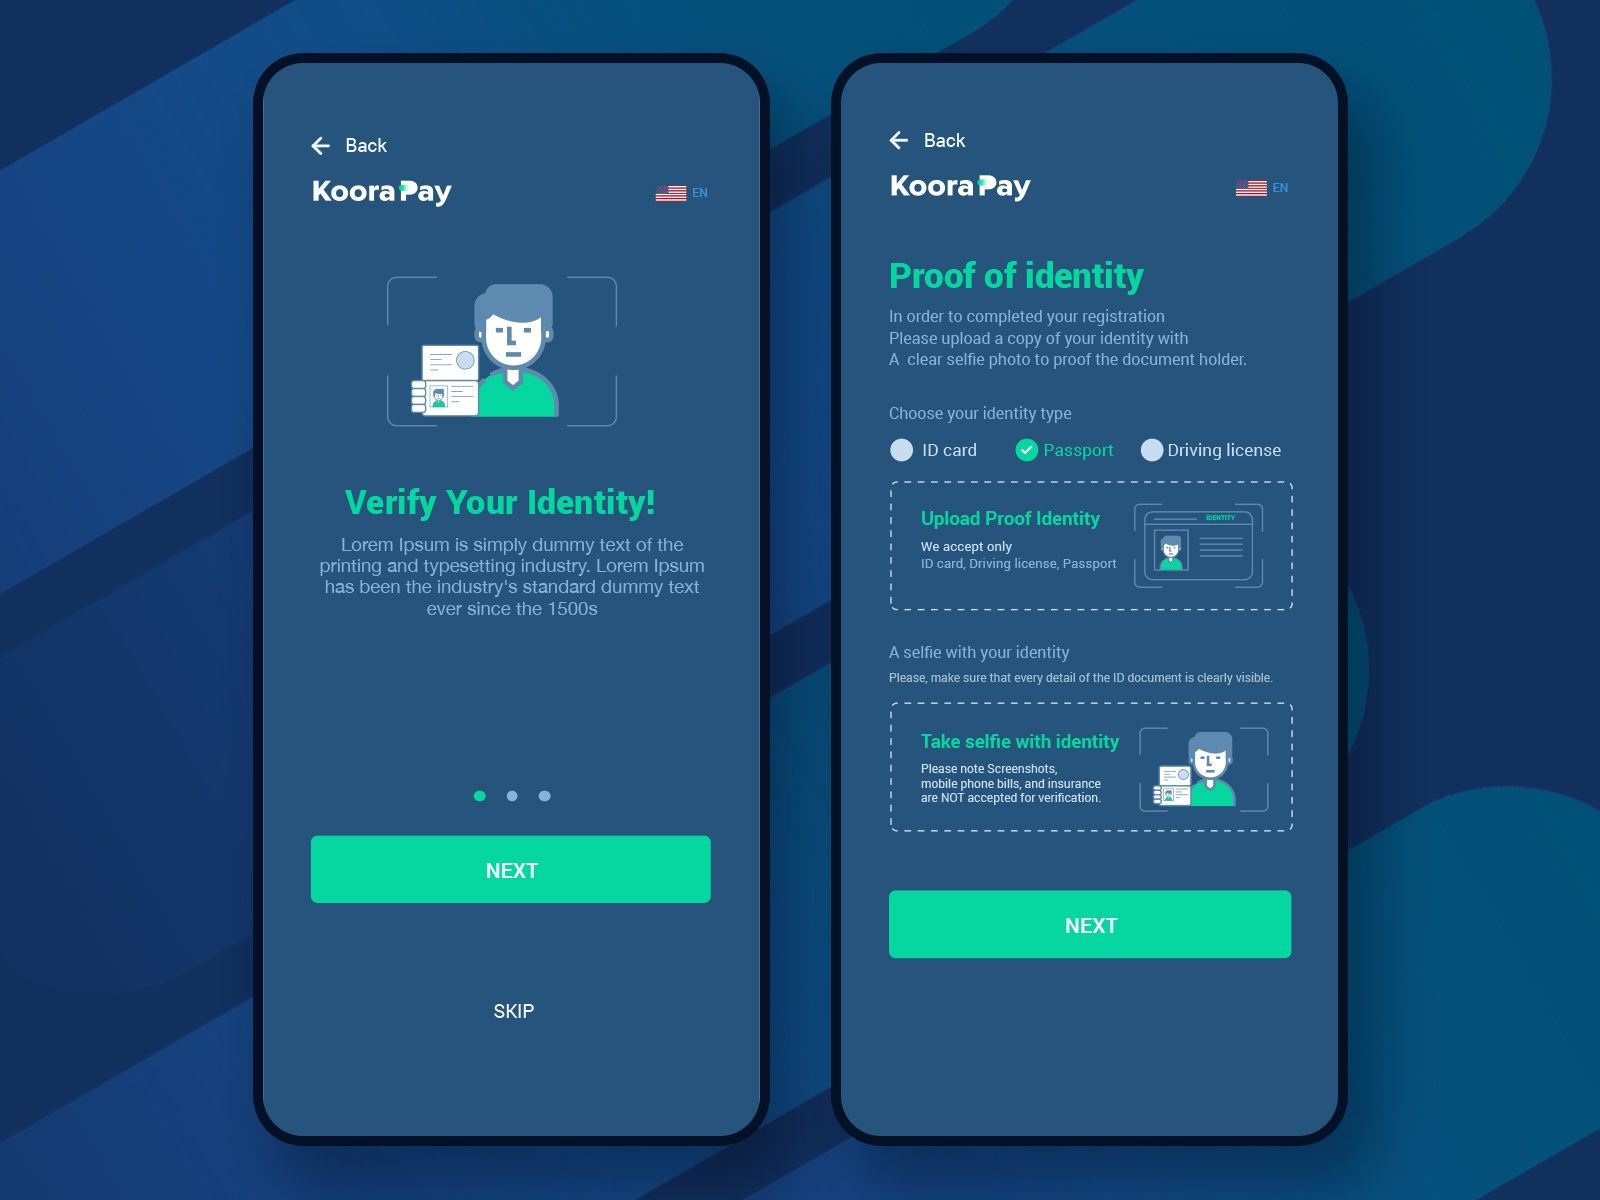 Back
KooraPay
EN
Verify Your Identity!
Lorem Ipsum is simply dummy text of the
printing and typesetting industry. Lorem Ipsum
has been the industry's standard dummy text
ever since the 1500s
NEXT
SKIP
Back
KooraPay
EN
Proof of identity
In order to completed your registration
Please upload a copy of your identity with
A clear selfie photo to proof the document holder.
Choose your identity type
ID card
Passport
Driving license
Upload Proof Identity
We accept only
ID card, Driving license, Passport
IDENTITY
A selfie with your identity
Please, make sure that every detail of the ID document is clearly visible.
Take selfie with identity
Please note Screenshots,
mobile phone bills, and insurance
are NOT accepted for verification.
NEXT